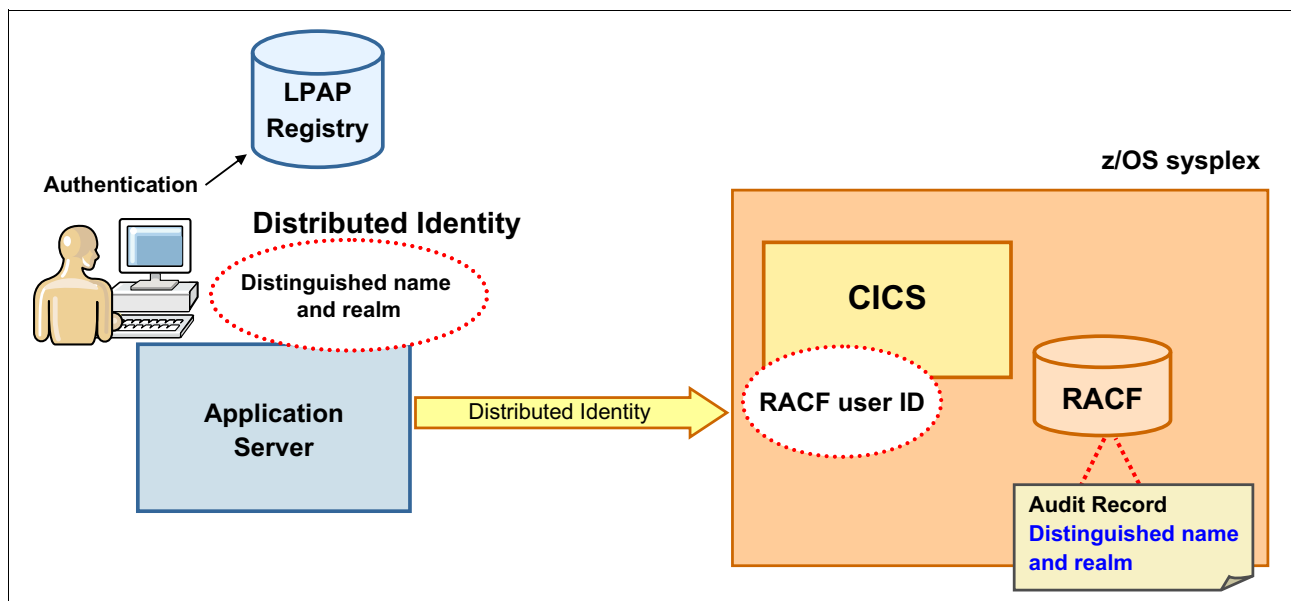 LPAP
Registry
z/OS sysplex
Authentication
Distributed Identity
Distinguished name
and realm
CICS
Application
Server
Distributed Identity
RACF user ID
RACF
Audit Record
Distinguished name
and realm